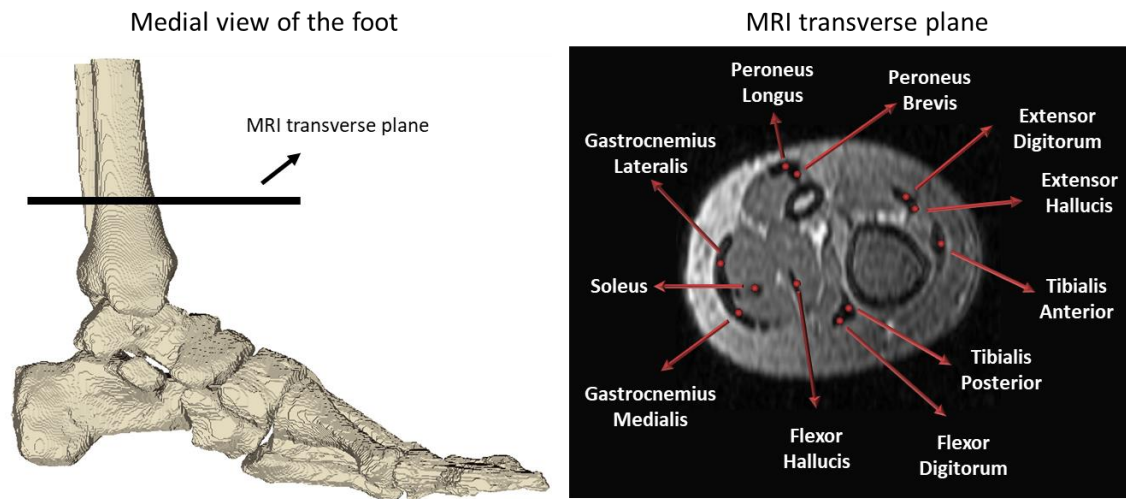 Medial view of the foot
MRI transverse plane
MRI transverse plane
Peroneus
Longus
Peroneus
Brevis
Extensor
Digitorum
Gastrocnemius
Lateralis
Extensor
Hallucis
Soleus
Tibialis
Anterior
Tibialis
Posterior
Gastrocnemius
Medialis
Flexor
Hallucis
Flexor
Digitorum